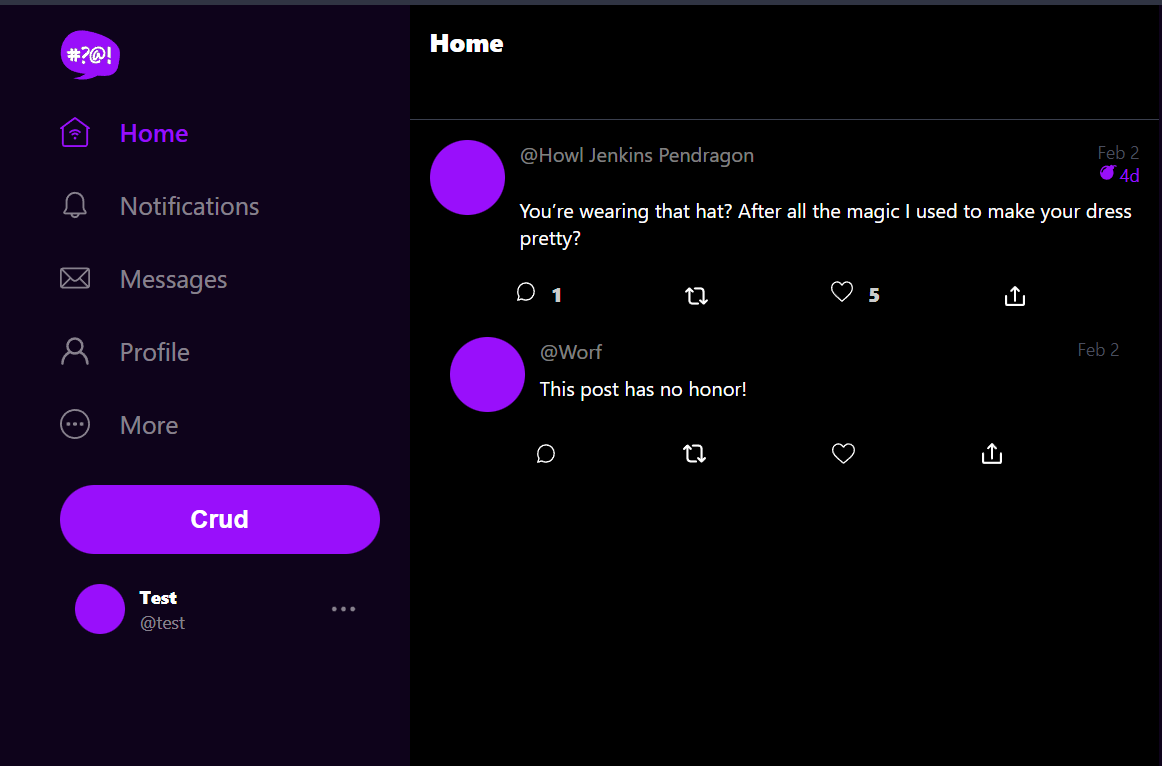 #?@!
Home
Notifications
Messages
Profile
More
Crud
Test
@test
Home
@Howl Jenkins Pendragon
Feb 2
4d
You’re wearing that hat? After all the magic I used to make your dress
pretty?
1
5
@Worf
Feb 2
This post has no honor!